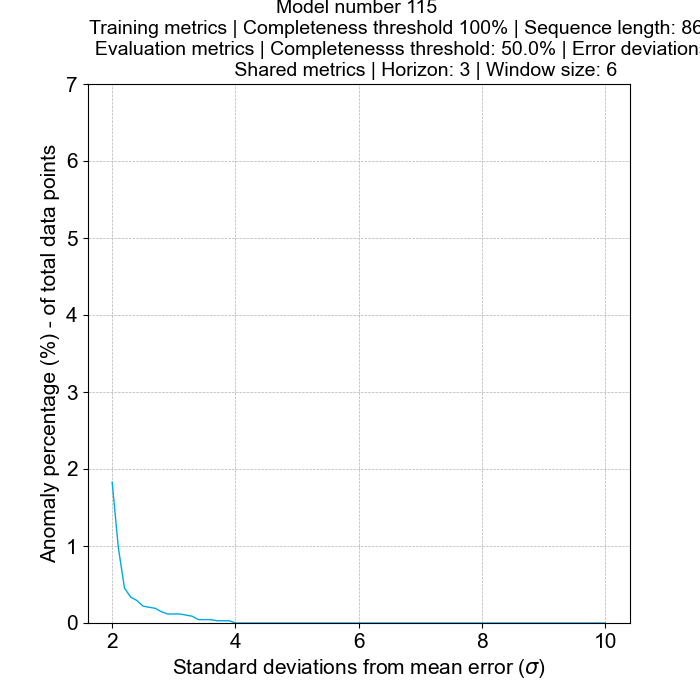 Model number 115
Training metrics | Completeness threshold 100% | Sequence length: 86
Evaluation metrics | Completenesss threshold: 50.0% | Error deviation
Shared metrics | Horizon: 3 | Window size: 6
7
6
5
4
3
2
1
0
Anomaly percentage (%) - of total data points
2 4 6 8 10
Standard deviations from mean error (σ)